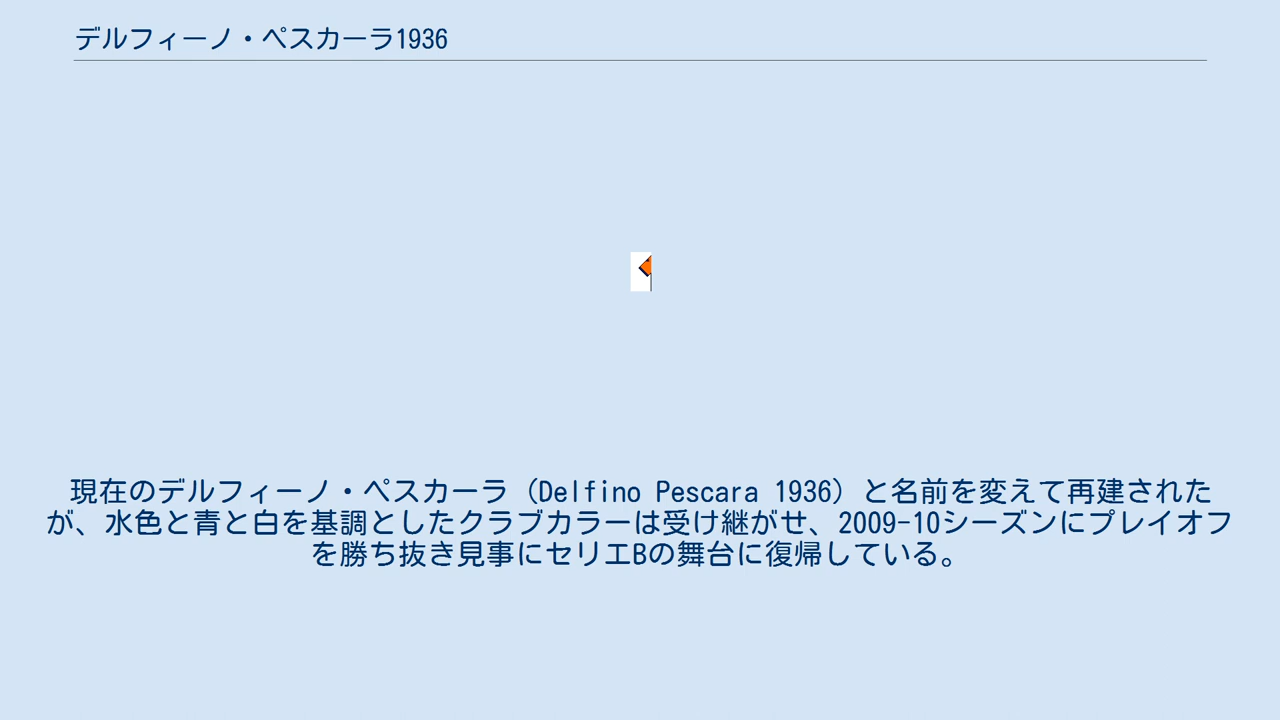 デルフィーノ・ペスカーラ1936
現在のデルフィーノ・ペスカーラ（Delfino Pescara 1936）と名前を変えて再建された
が、水色と青と白を基調としたクラブカラーは受け継がせ、2009-10シーズンにプレイオフ
を勝ち抜き見事にセリエBの舞台に復帰している。